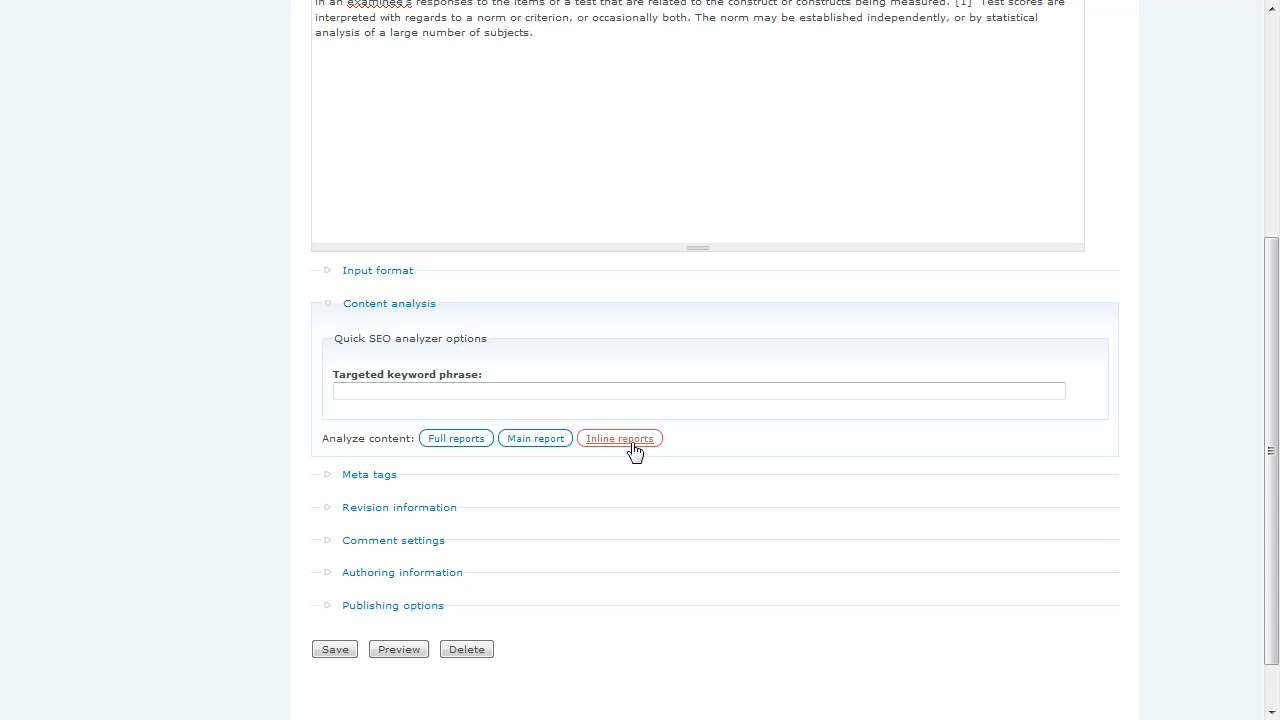 in an examinee's responses to the items of a test that are related to the construct or constructs being measured. [1]  Test scores are
interpreted with regards to a norm or criterion, or occasionally both. The norm may be established independently, or by statistical
analysis of a large number of subjects.
Input format
Content analysis
Quick SEO analyzer options
Targeted keyword phrase:
Analyze content: Full reports Main report Inline reports
Meta tags
Revision information
Comment settings
Authoring information
Publishing options
Save Preview Delete